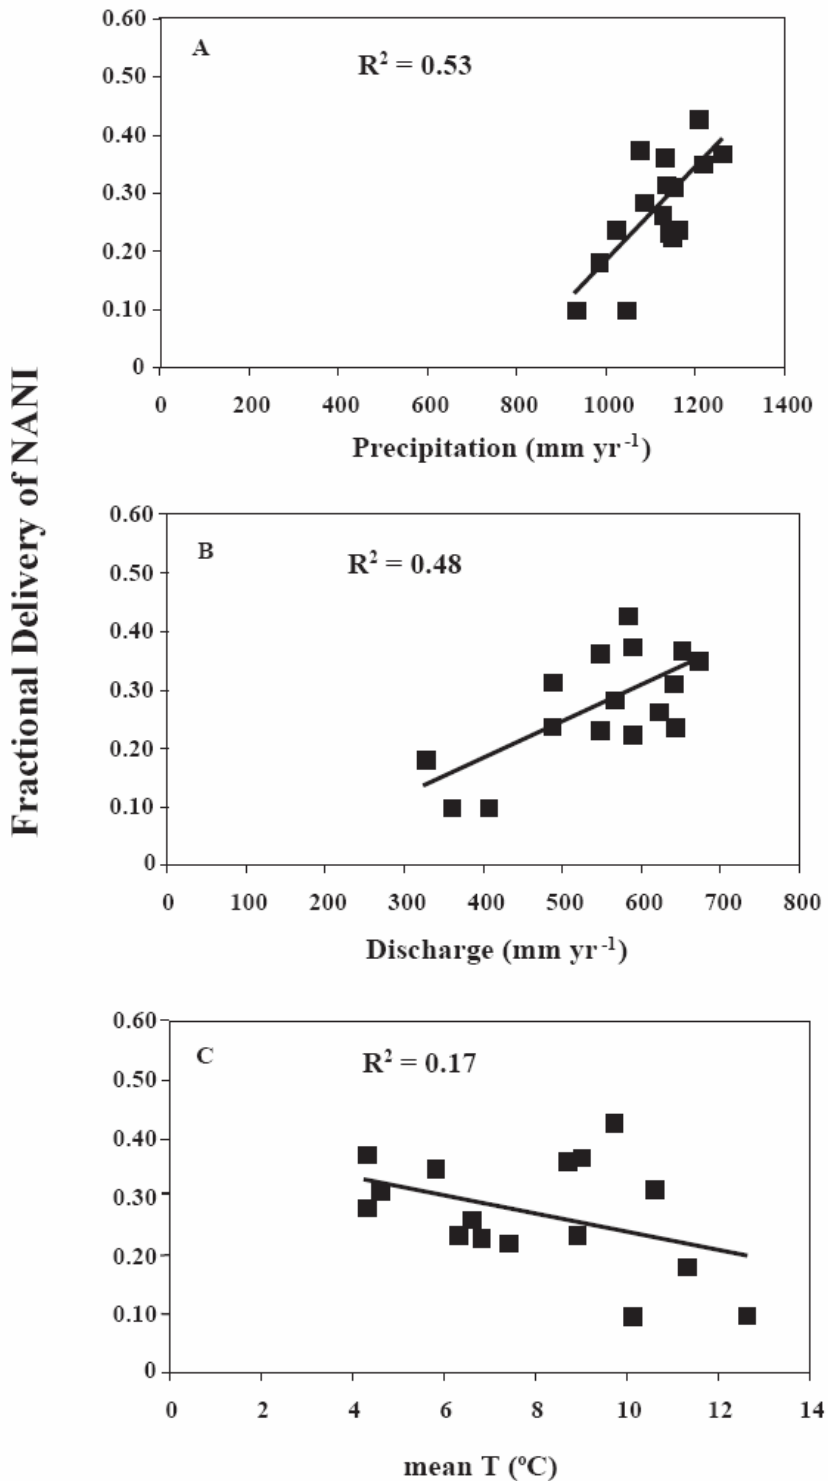 Fractional Delivery of NANI
A
R² = 0.53
0.60
0.50
0.40
0.30
0.20
0.10
0
0 200 400 600 800 1000 1200 1400
Precipitation (mm yr⁻¹)
B
R² = 0.48
0.60
0.50
0.40
0.30
0.20
0.10
0
0 100 200 300 400 500 600 700 800
Discharge (mm yr⁻¹)
C
R² = 0.17
0.60
0.50
0.40
0.30
0.20
0.10
0
0 2 4 6 8 10 12 14
mean T (ºC)